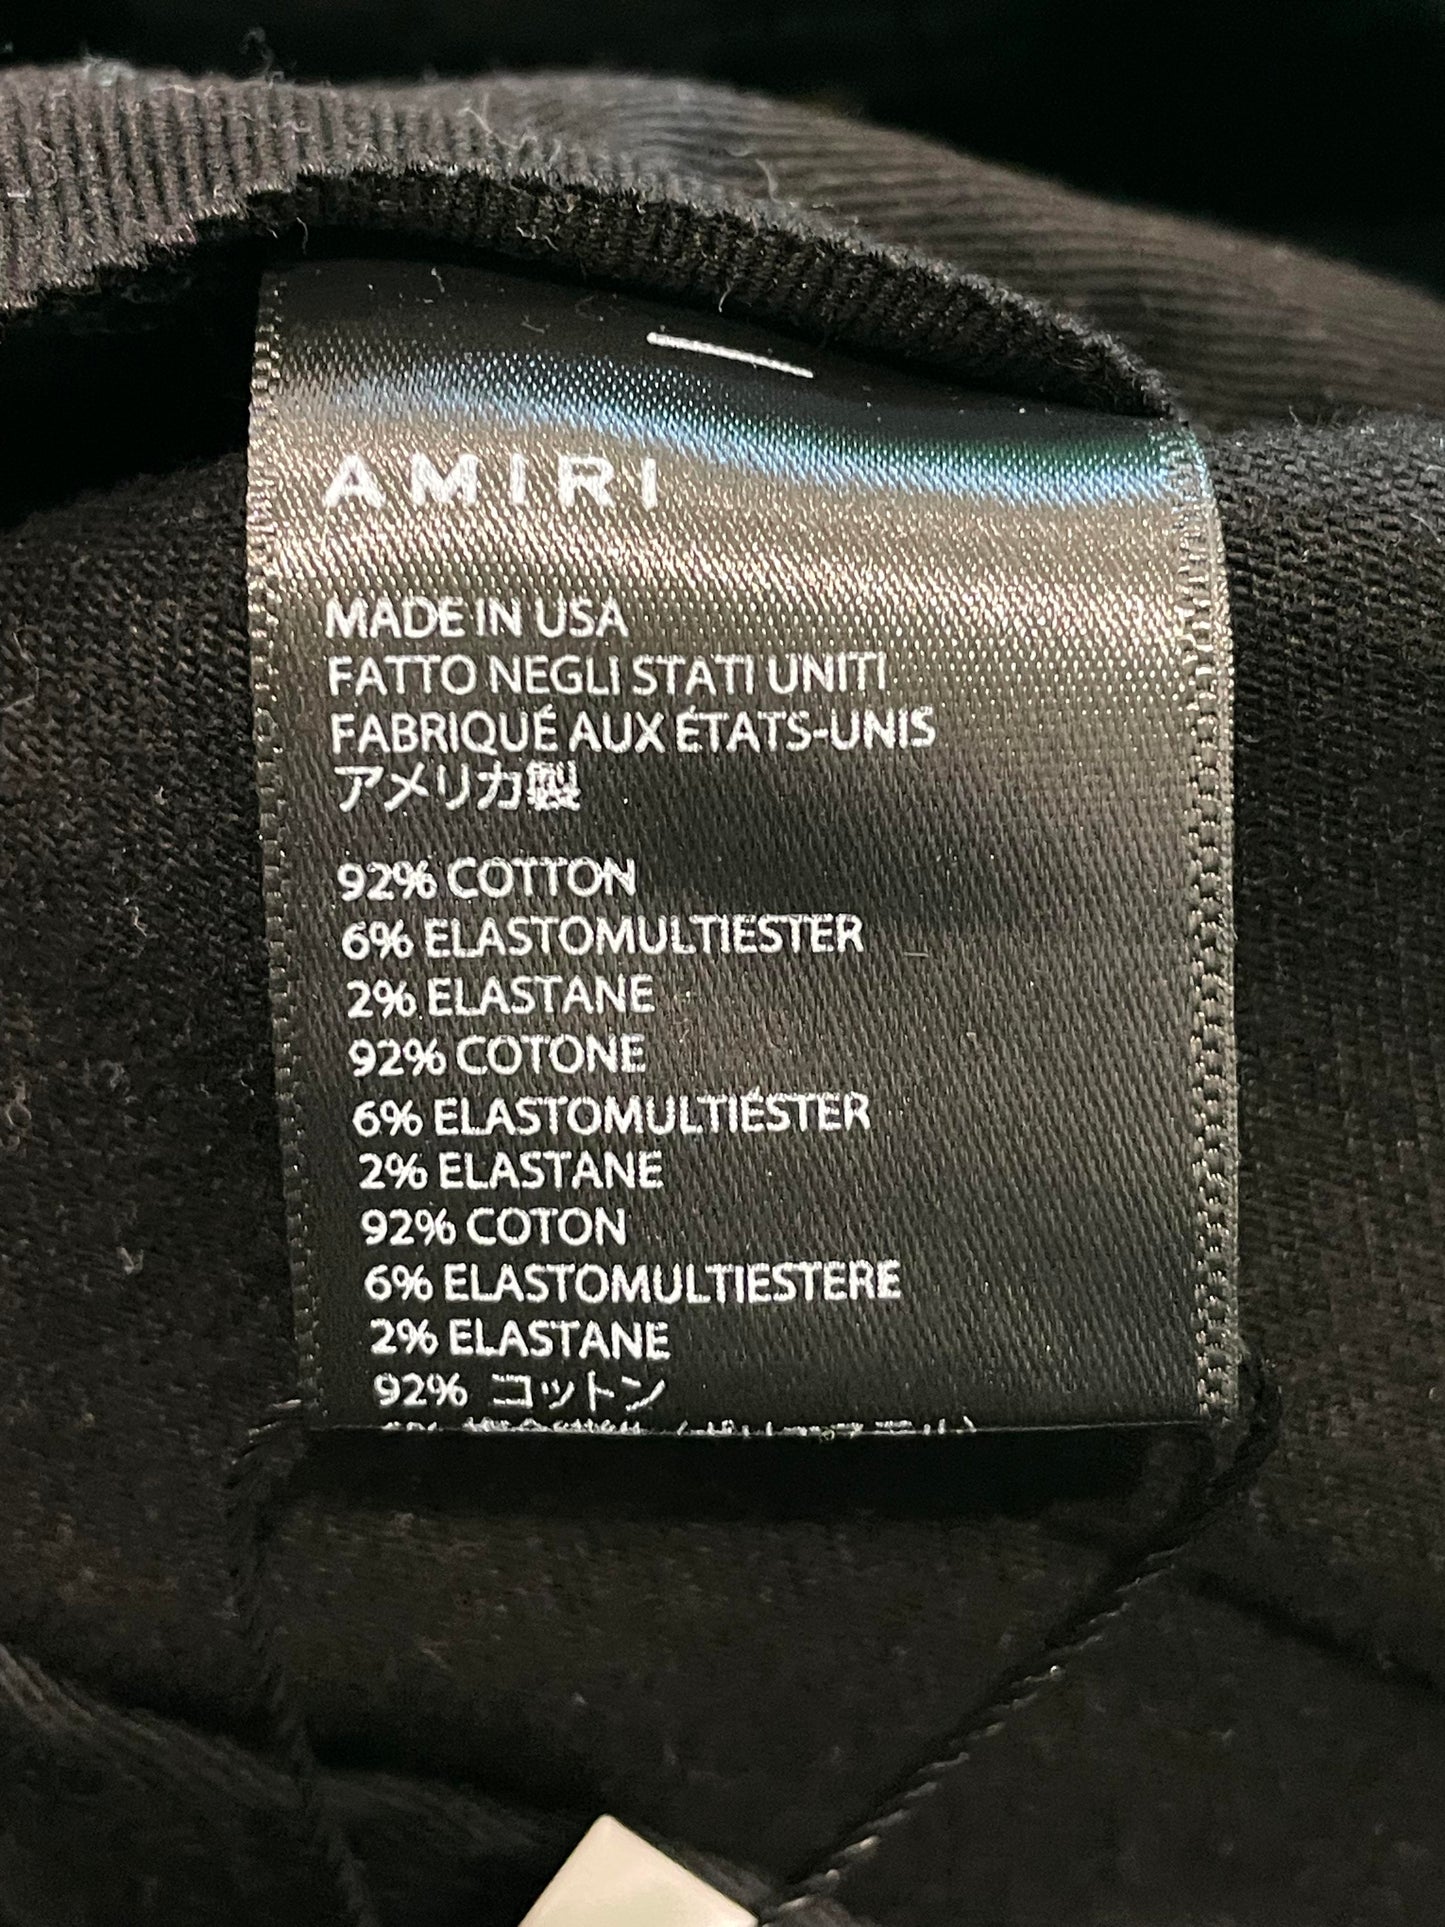 AMIRI
MADE IN USA
FATTO NEGLI STATI UNITI
FABRIQUÉ AUX ÉTATS-UNIS
アメリカ製
92% COTTON
6% ELASTOMULTIESTER
2% ELASTANE
92% COTONE
6% ELASTOMULTIÉSTER
2% ELASTANE
92% COTON
6% ELASTOMULTIESTERE
2% ELASTANE
92% コットン